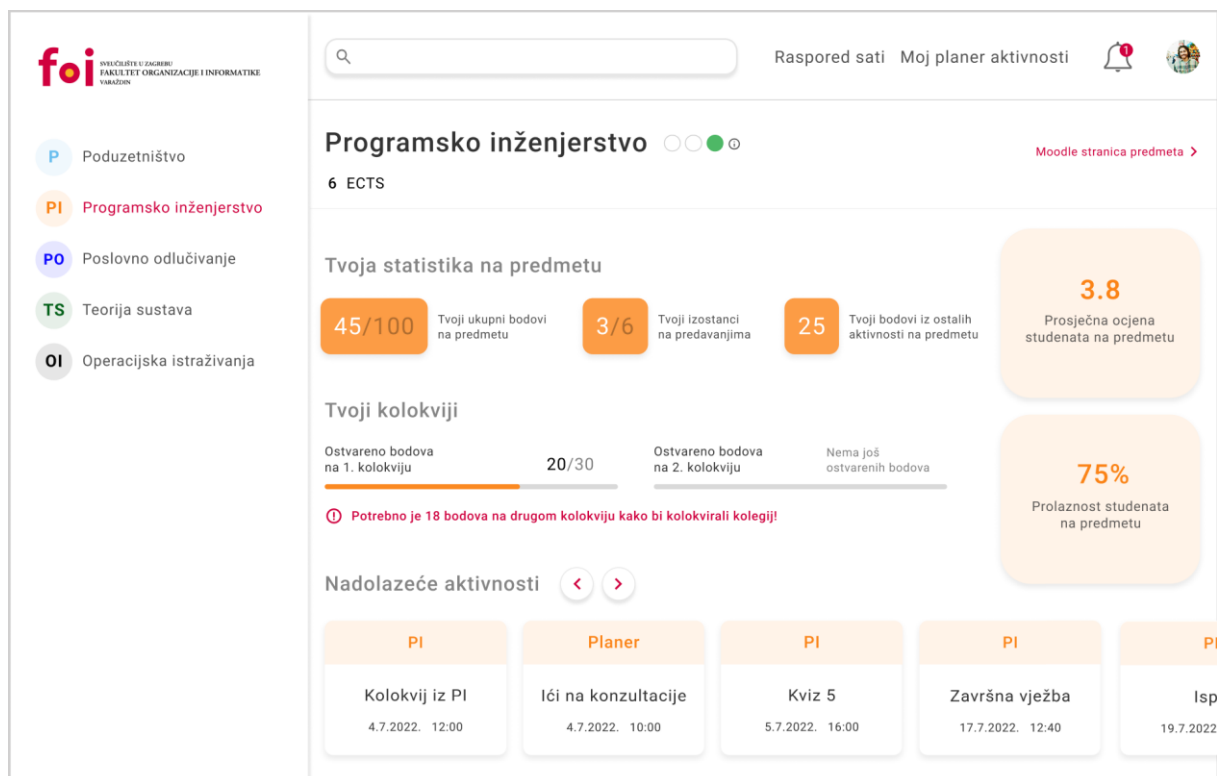 foi
SVEUČILIŠTE U ZAGREBU
FAKULTET ORGANIZACIJE I INFORMATIKE
VARAŽDIN
Raspored sati
Moj planer aktivnosti
1
P
Poduzetništvo
PI
Programsko inženjerstvo
PO
Poslovno odlučivanje
TS
Teorija sustava
OI
Operacijska istraživanja
Programsko inženjerstvo
Moodle stranica predmeta
6 ECTS
Tvoja statistika na predmetu
45/100
Tvoji ukupni bodovi
na predmetu
3/6
Tvoji izostanci
na predavanjima
25
Tvoji bodovi iz ostalih
aktivnosti na predmetu
3.8
Prosječna ocjena
studenata na predmetu
Tvoji kolokviji
Ostvareno bodova
na 1. kolokviju
20/30
Ostvareno bodova
na 2. kolokviju
Nema još
ostvarenih bodova
Potrebno je 18 bodova na drugom kolokviju kako bi kolokvirali kolegij!
75%
Prolaznost studenata
na predmetu
Nadolazeće aktivnosti
PI
Kolokvij iz PI
4.7.2022. 12:00
Planer
Ići na konzultacije
4.7.2022. 10:00
PI
Kviz 5
5.7.2022. 16:00
PI
Završna vježba
17.7.2022. 12:40
Isp
19.7.2022